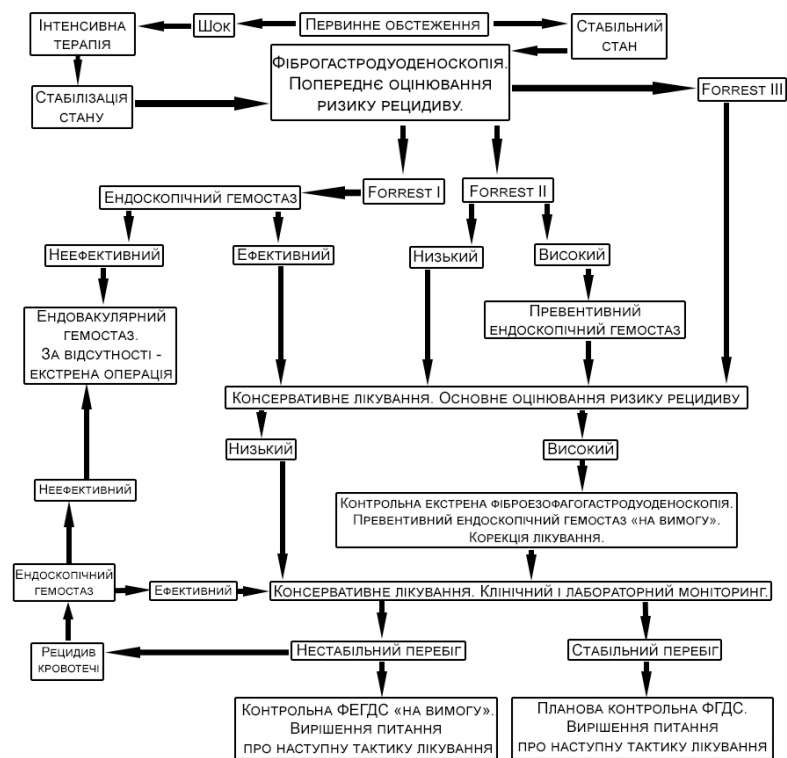 Первинне обстеження
Шок
Інтенсивна
терапія
Стабільний
стан
Стабілізація
стану
Фіброгастродуоденоскопія.
Попереднє оцінювання
ризику рецидиву.
Forrest III
Ендоскопічний гемостаз
Forrest I
Forrest II
Неефективний
Ефективний
Низький
Високий
Ендовакулярний
гемостаз.
За відсутності -
екстрена операція
Превентивний
ендоскопічний гемостаз
Консервативне лікування. Основне оцінювання ризику рецидиву
Низький
Високий
Неефективний
Контрольна екстрена фіброезофагогастродуоденоскопія.
Превентивний ендоскопічний гемостаз «на вимогу».
Корекція лікування.
Ендоскопічний
гемостаз
Ефективний
Консервативне лікування. Клінічний і лабораторний моніторинг.
Рецидив
кровотечі
Нестабільний перебіг
Стабільний перебіг
Контрольна ФЕГДС «на вимогу».
Вирішення питання
про наступну тактику лікування
Планова контрольна ФГДС.
Вирішення питання
про наступну тактику лікування